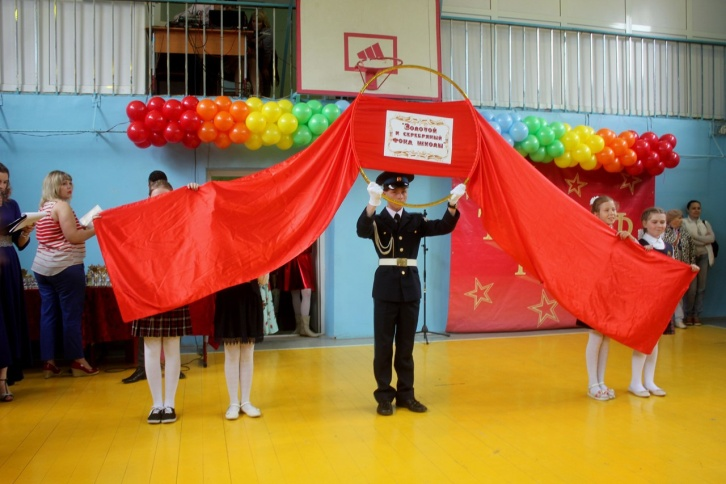 Золотой
и серебряный
фонд школы